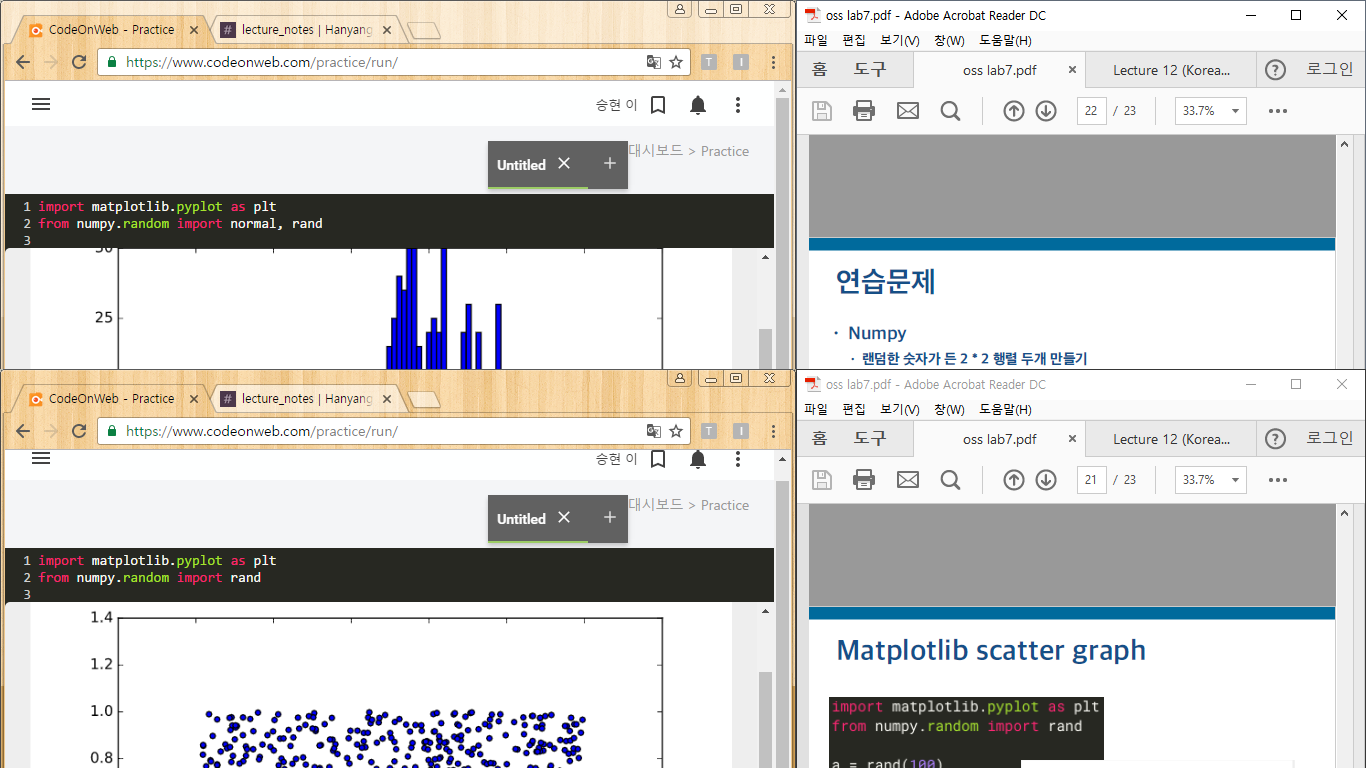 CodeOnWeb - Practice
lecture_notes | Hanyang
https://www.codeonweb.com/practice/run/
승현 이
대시보드 > Practice
Untitled
1 import matplotlib.pyplot as plt
2 from numpy.random import normal, rand
3
30
25
oss lab7.pdf - Adobe Acrobat Reader DC
파일 편집 보기(V) 창(W) 도움말(H)
홈 도구 oss lab7.pdf Lecture 12 (Korea... 로그인
22 / 23 33.7%
연습문제
· Numpy
· 랜덤한 숫자가 든 2 * 2 행렬 두개 만들기
CodeOnWeb - Practice
lecture_notes | Hanyang
https://www.codeonweb.com/practice/run/
승현 이
대시보드 > Practice
Untitled
1 import matplotlib.pyplot as plt
2 from numpy.random import rand
3
1.4
1.2
1.0
0.8
oss lab7.pdf - Adobe Acrobat Reader DC
파일 편집 보기(V) 창(W) 도움말(H)
홈 도구 oss lab7.pdf Lecture 12 (Korea... 로그인
21 / 23 33.7%
Matplotlib scatter graph
import matplotlib.pyplot as plt
from numpy.random import rand
a = rand(100)